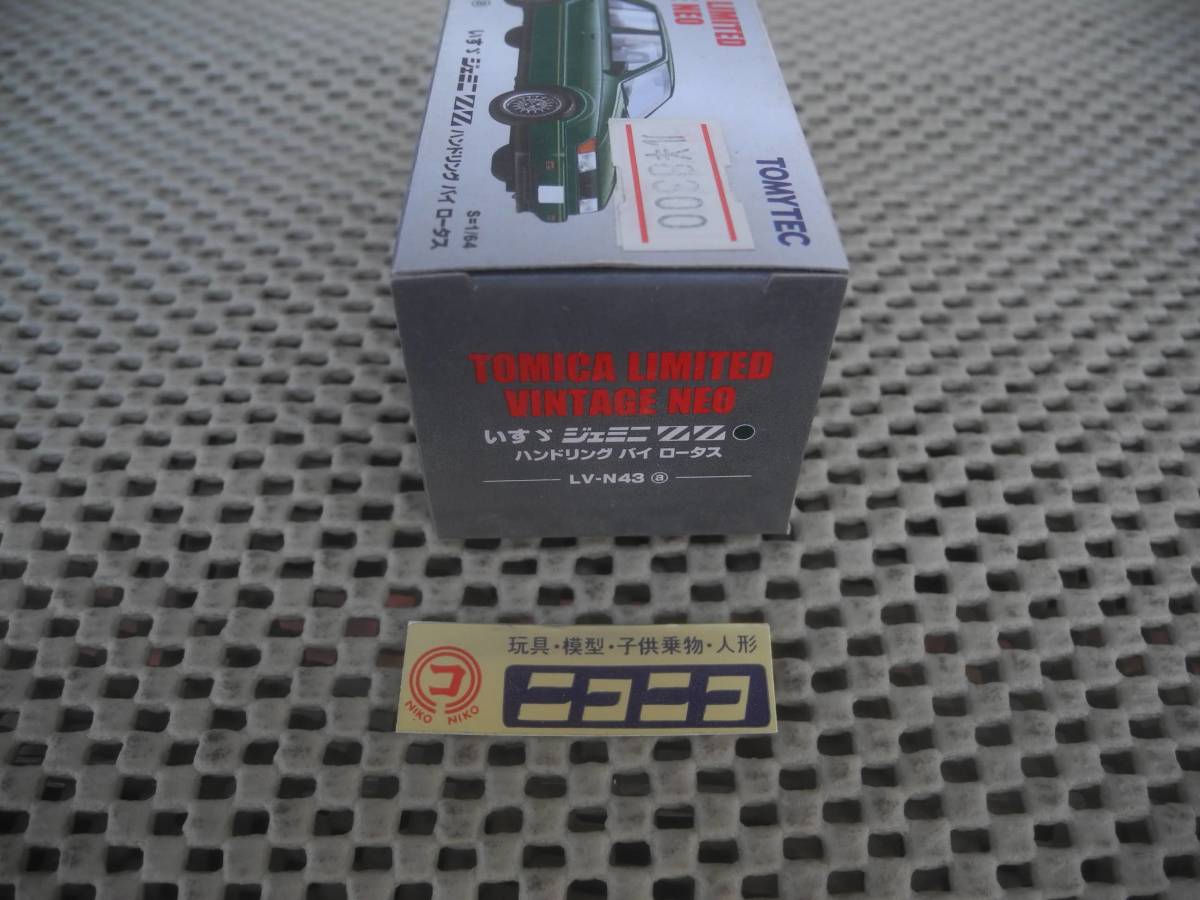 LIMITED
NEO
ⓐ
いすゞ ジェミニ ZZ ハンドリング バイ ロータス
S=1/64
TOMYTEC
TOMICA LIMITED
VINTAGE NEO
いすゞ ジェミニ ZZ
ハンドリング バイ ロータス
LV-N43 ⓐ
玩具・模型・子供乗物・人形
コ
NIKO NIKO
ニコニコ